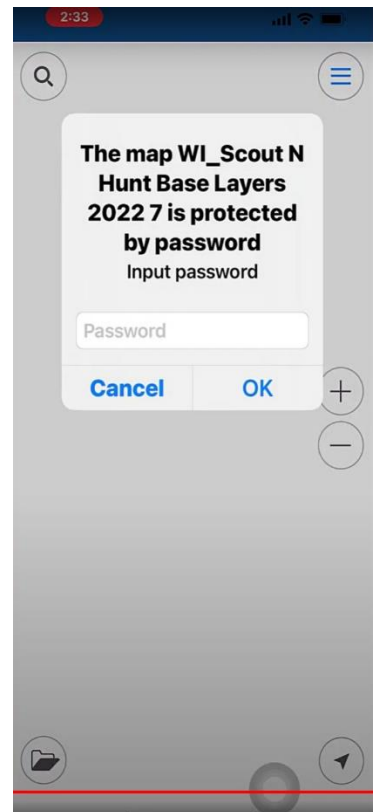 2:33
The map WI_Scout N
Hunt Base Layers
2022 7 is protected
by password
Input password
Password
Cancel
OK